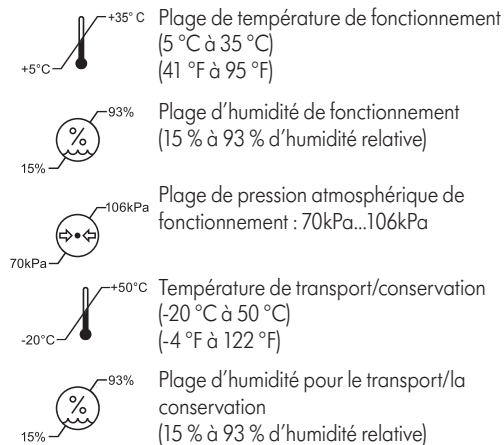 +35° C
Plage de température de fonctionnement
(5 °C à 35 °C)
+5°C
(41 °F à 95 °F)
93%
Plage d'humidité de fonctionnement
%
(15 % à 93 % d'humidité relative)
15%
Plage de pression atmosphérique de
106kPa
fonctionnement : 70kPa...106kPa
70kPa
+50°C
Température de transport/conservation
(-20 °C à 50 °C)
-20°C
(-4 °F à 122 °F)
93%
Plage d'humidité pour le transport/la
%
conservation
15%
(15 % à 93 % d'humidité relative)